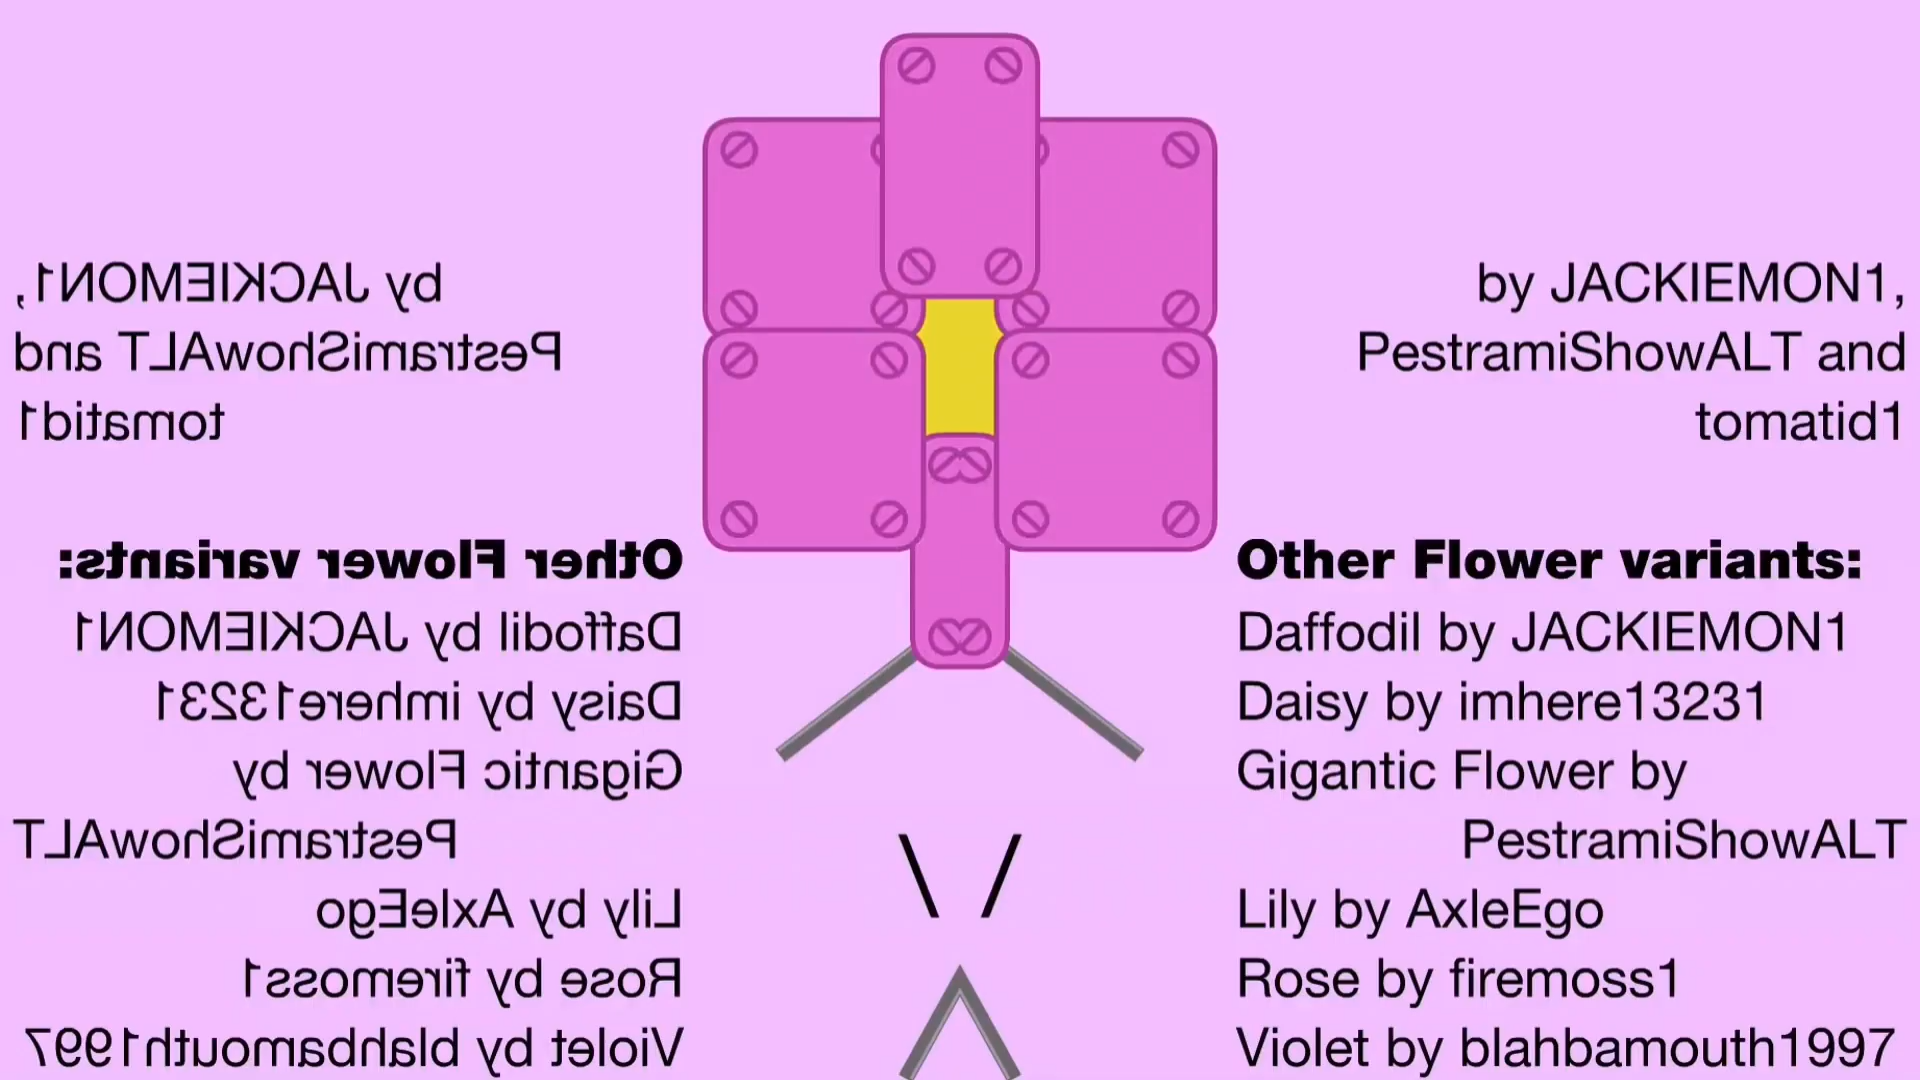 by JACKIEMON1,
PestramiShowALT and
tomatid1
Other Flower variants:
Daffodil by JACKIEMON1
Daisy by imhere13231
Gigantic Flower by
PestramiShowALT
Lily by AxleEgo
Rose by firemoss1
Violet by blahbamouth1997
by JACKIEMON1,
PestramiShowALT and
tomatid1
Other Flower variants:
Daffodil by JACKIEMON1
Daisy by imhere13231
Gigantic Flower by
PestramiShowALT
Lily by AxleEgo
Rose by firemoss1
Violet by blahbamouth1997